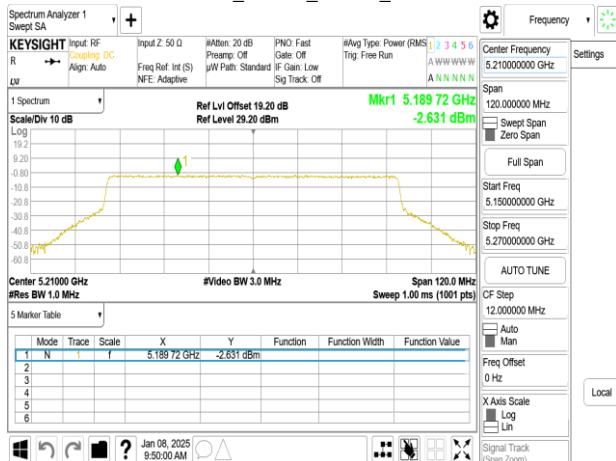 Spectrum Analyzer 1
Swept SA
Frequency
KEYSIGHT
R
LXI
Input: RF
Coupling: DC
Align: Auto
Input Z: 50 Ω
Freq Ref: Int (S)
NFE: Adaptive
#Atten: 20 dB
Preamp: Off
µW Path: Standard
PNO: Fast
Gate: Off
IF Gain: Low
Sig Track: Off
#Avg Type: Power (RMS
Trig: Free Run
1 2 3 4 5 6
A W W W W W
A N N N N N
1 Spectrum
Scale/Div 10 dB
Log
Ref Lvl Offset 19.20 dB
Ref Level 29.20 dBm
Mkr1 5.189 72 GHz
-2.631 dBm
1
19.2
9.20
-0.80
-10.8
-20.8
-30.8
-40.8
-50.8
-60.8
Center 5.21000 GHz
#Res BW 1.0 MHz
#Video BW 3.0 MHz
Span 120.0 MHz
Sweep 1.00 ms (1001 pts)
5 Marker Table
Mode Trace Scale X Y Function Function Width Function Value
1 N 1 f 5.189 72 GHz -2.631 dBm
2
3
4
5
6
?
Jan 08, 2025
9:50:00 AM
Center Frequency
5.210000000 GHz
Span
120.000000 MHz
Swept Span
Zero Span
Full Span
Start Freq
5.150000000 GHz
Stop Freq
5.270000000 GHz
AUTO TUNE
CF Step
12.000000 MHz
Auto
Man
Freq Offset
0 Hz
X Axis Scale
Log
Lin
Signal Track
(Span Zoom)
Settings
Local